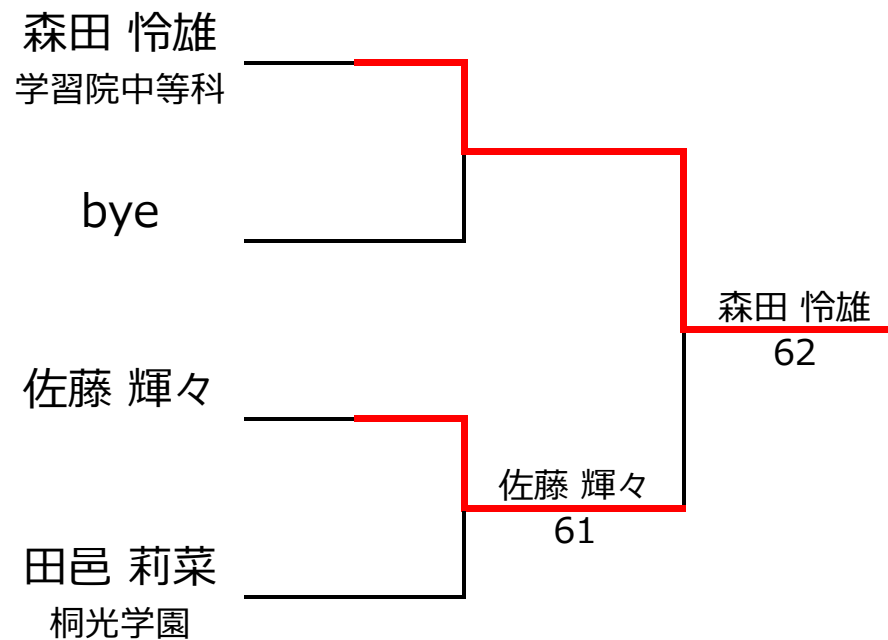 森田 怜雄
学習院中等科
bye
森田 怜雄
62
佐藤 輝々
佐藤 輝々
61
田邑 莉菜
桐光学園